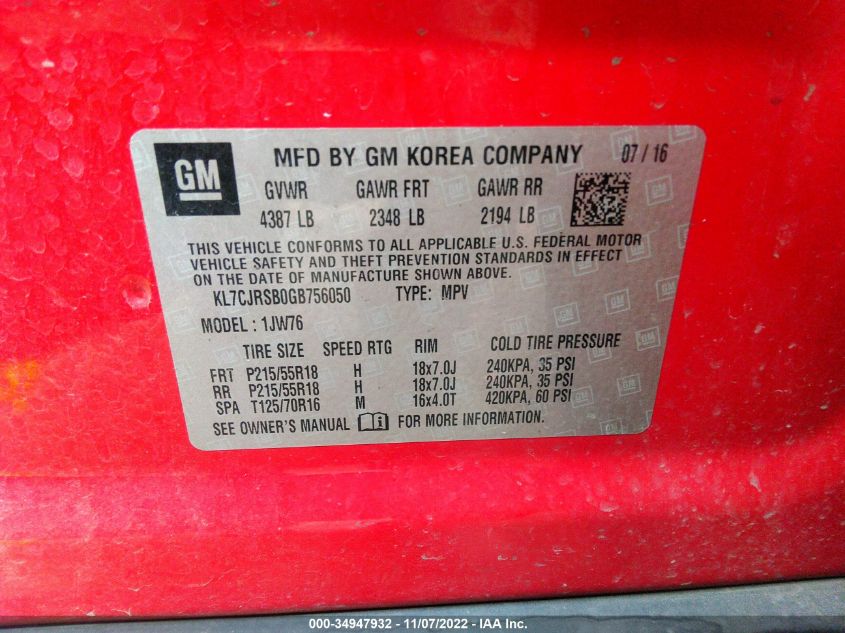 GM
MFD BY GM KOREA COMPANY 07 / 16
GVWR GAWR FRT GAWR RR
4387 LB 2348 LB 2194 LB
THIS VEHICLE CONFORMS TO ALL APPLICABLE U.S. FEDERAL MOTOR
VEHICLE SAFETY AND THEFT PREVENTION STANDARDS IN EFFECT
ON THE DATE OF MANUFACTURE SHOWN ABOVE.
KL7CJRSB0GB756050 TYPE: MPV
MODEL : 1JW76
TIRE SIZE SPEED RTG RIM COLD TIRE PRESSURE
FRT P215/55R18 H 18x7.0J 240KPA, 35 PSI
RR P215/55R18 H 18x7.0J 240KPA, 35 PSI
SPA T125/70R16 M 16x4.0T 420KPA, 60 PSI
SEE OWNER'S MANUAL FOR MORE INFORMATION.
000-34947932 - 11/07/2022 - IAA Inc.